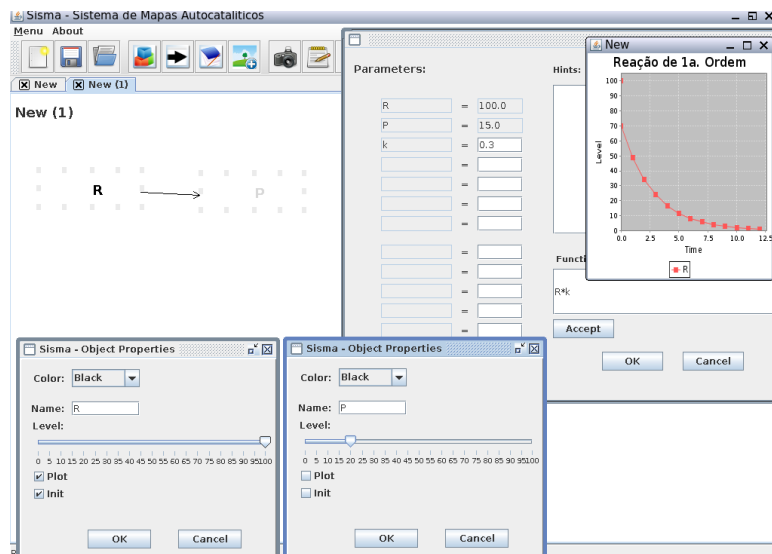 Sisma - Sistema de Mapas Autocatalíticos
Menu About
New New (1)
New (1)
R P
Parameters:
R = 100.0
P = 15.0
k = 0.3
=
=
=
=
=
=
=
=
=
Hints:
Functi
R*k
Accept
OK Cancel
New
Reação de 1a. Ordem
Level
100
90
80
70
60
50
40
30
20
10
0
0.0 2.5 5.0 7.5 10.0 12.5
Time
R
Sisma - Object Properties
Color: Black
Name: R
Level:
0 5 10 15 20 25 30 35 40 45 50 55 60 65 70 75 80 85 90 95100
Plot
Init
OK Cancel
Sisma - Object Properties
Color: Black
Name: P
Level:
0 5 10 15 20 25 30 35 40 45 50 55 60 65 70 75 80 85 90 95100
Plot
Init
OK Cancel